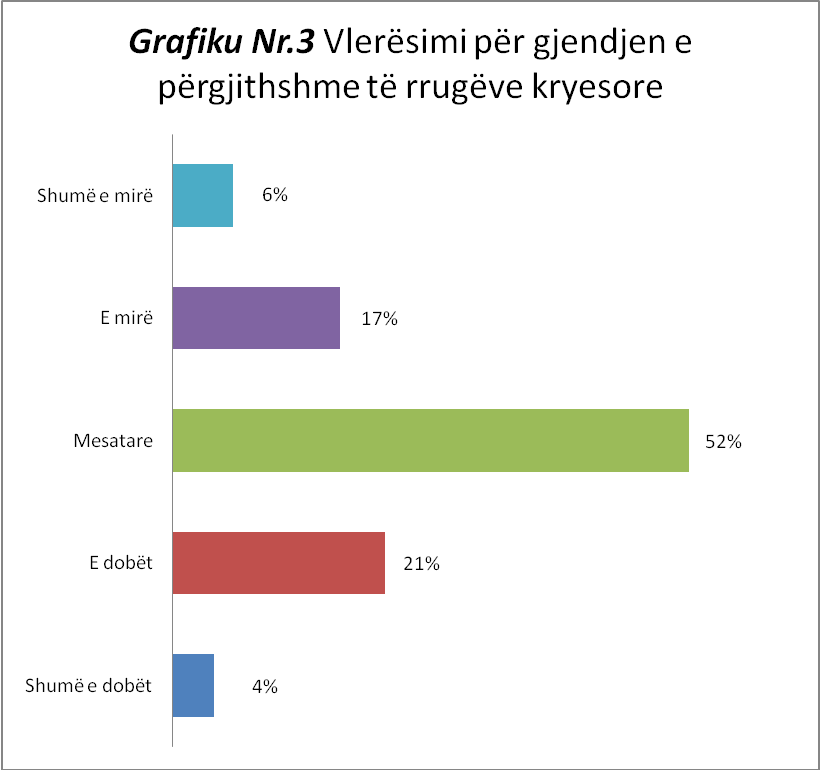 Grafiku Nr.3 Vlerësimi për gjendjen e
përgjithshme të rrugëve kryesore
Shumë e mirë 6%
E mirë 17%
Mesatare 52%
E dobët 21%
Shumë e dobët 4%